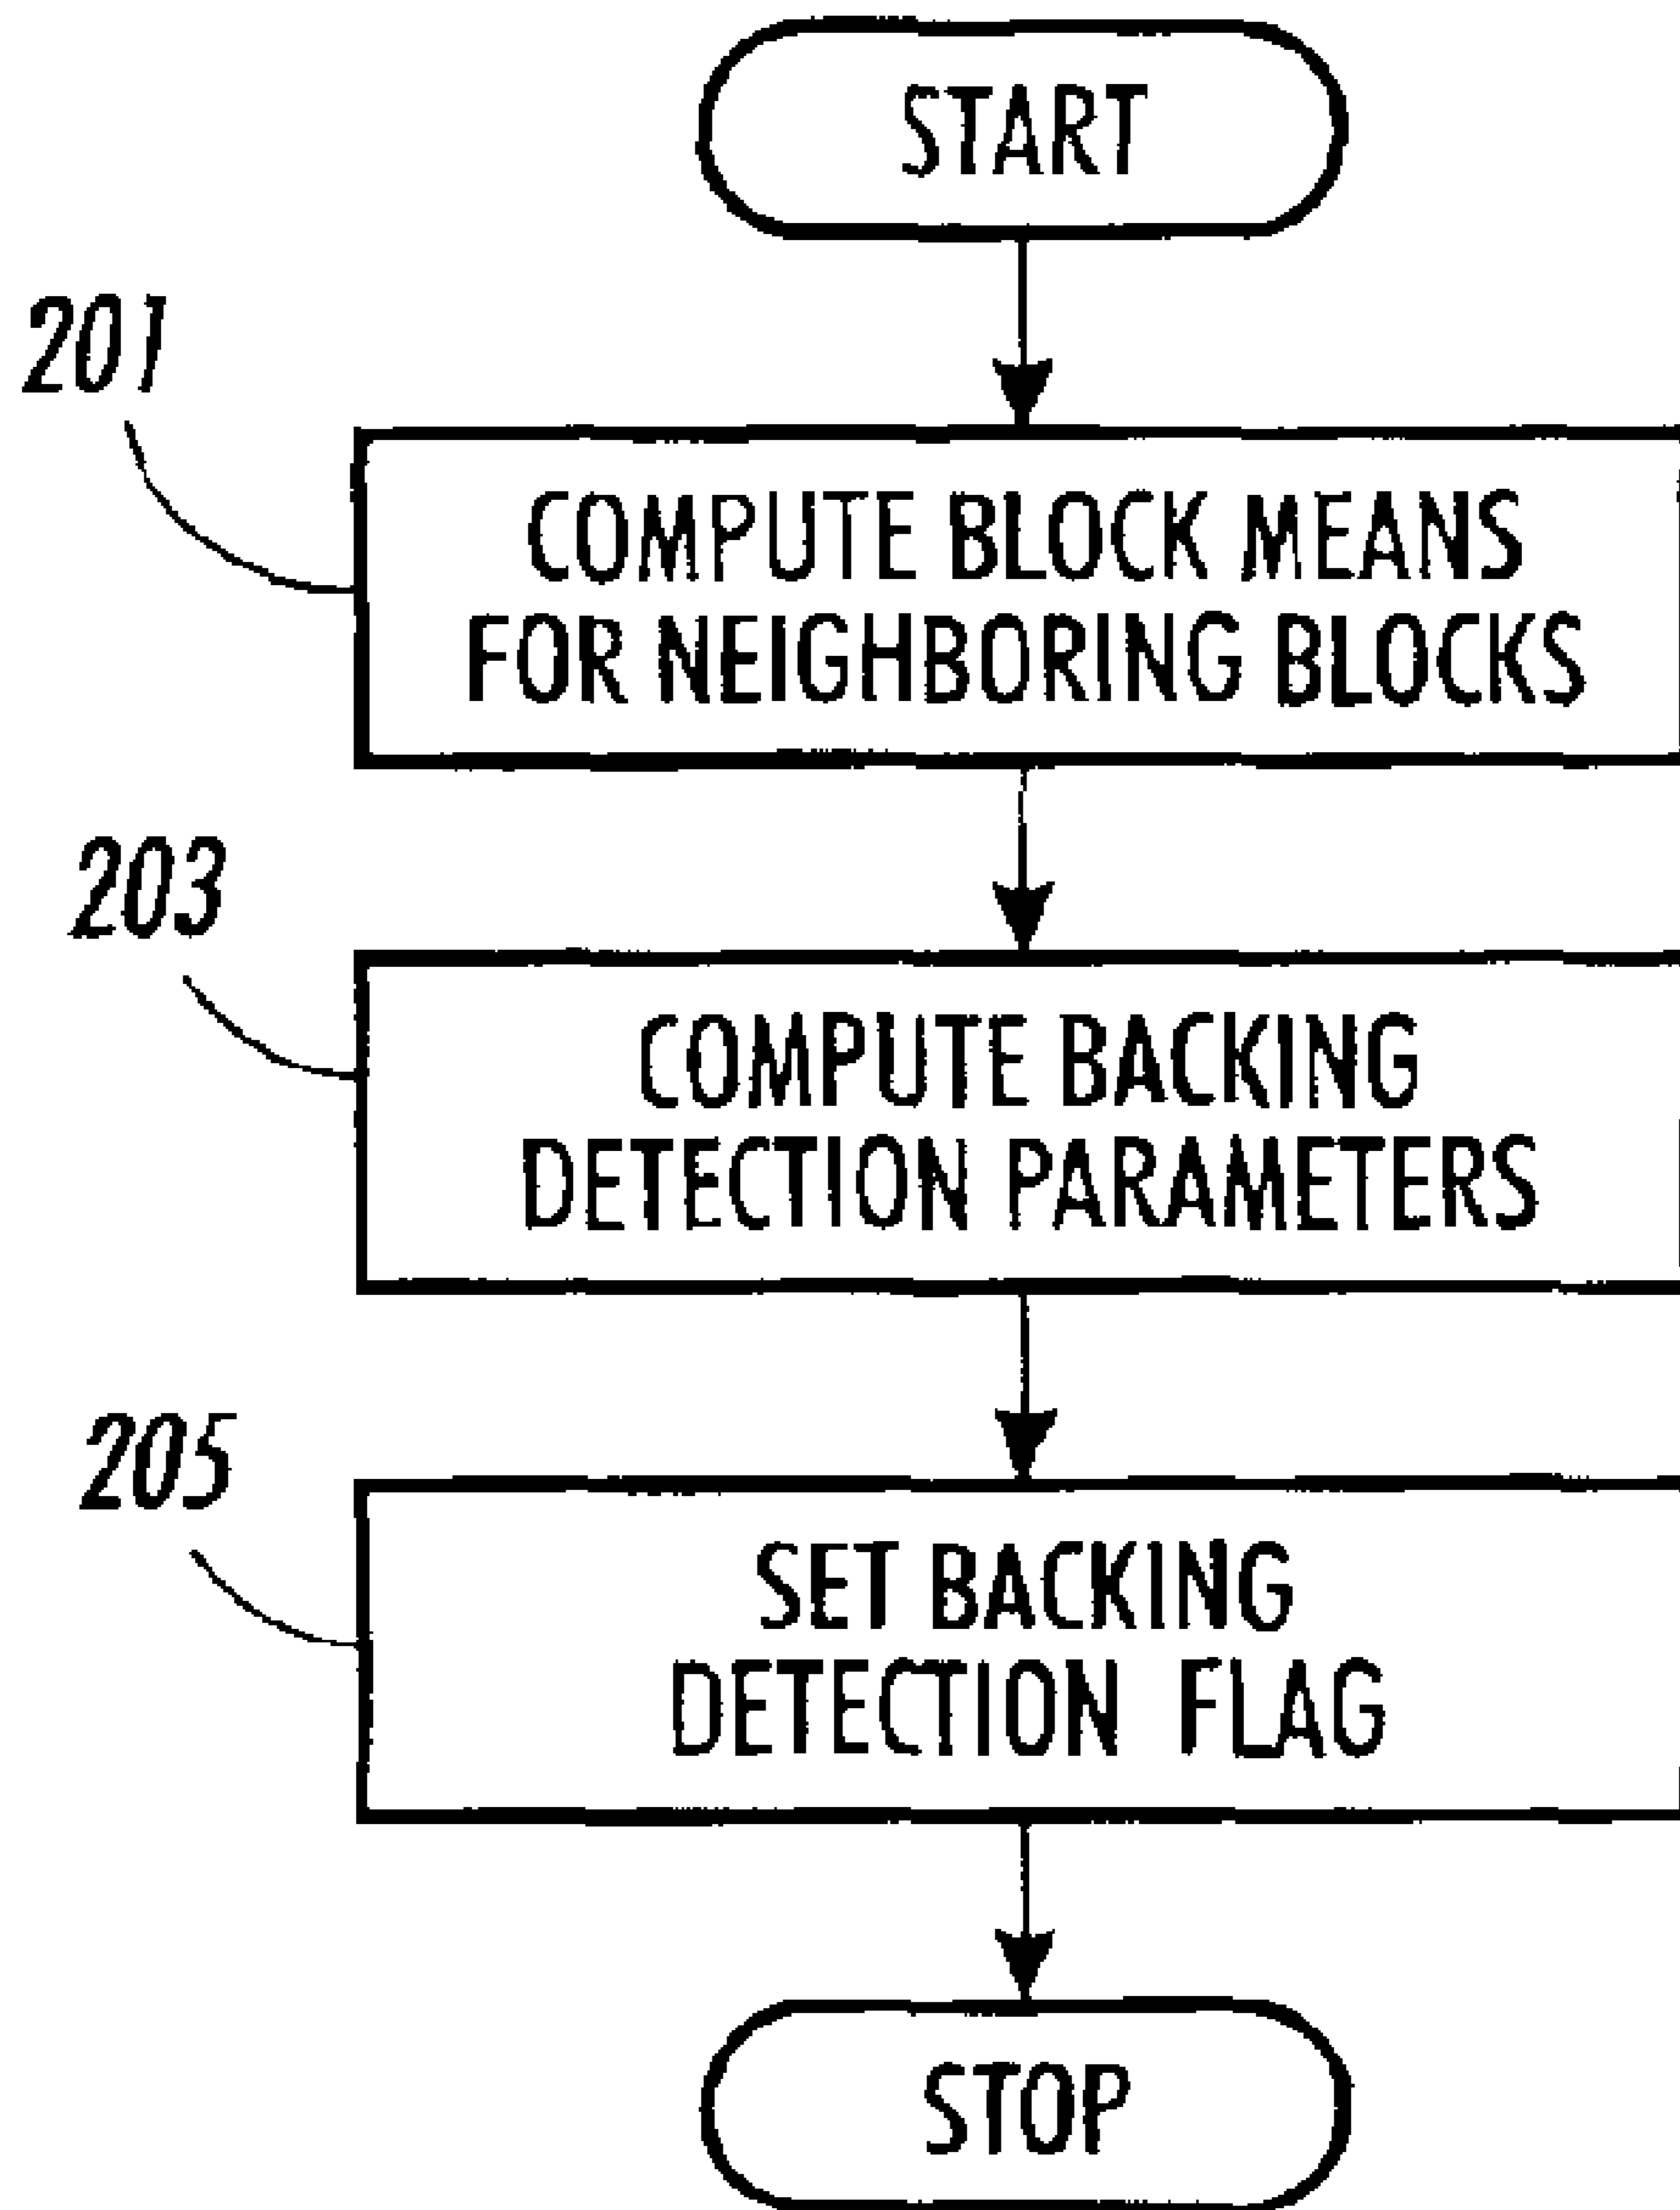 START
201
COMPUTE BLOCK MEANS
FOR NEIGHBORING BLOCKS
203
COMPUTE BACKING
DETECTION PARAMETERS
205
SET BACKING
DETECTION FLAG
STOP